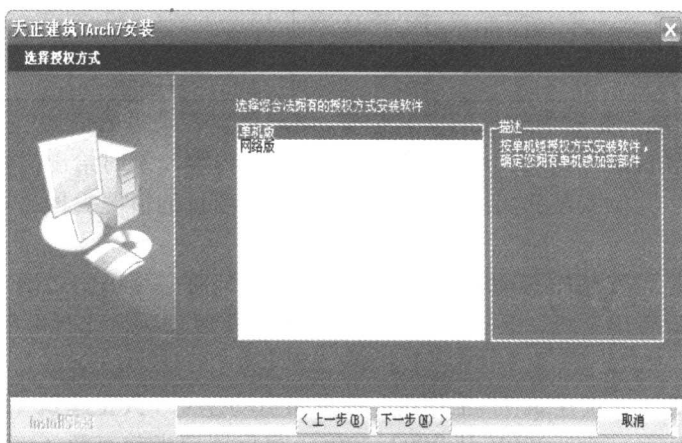 天正建筑TArch7安装
选择授权方式
选择您合法拥有的授权方式安装软件
单机版
网络版
描述
按单机锁授权方式安装软件，
确定您拥有单机锁加密部件
InstallShield
<上一步(B)
下一步(N)>
取消